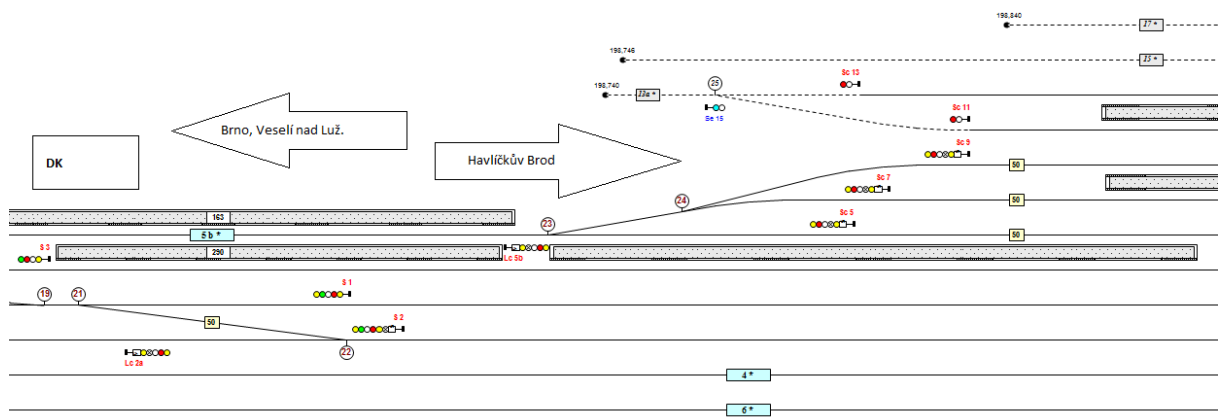 198,840
17 *
198,746
15 *
198,740
13a *
25
Sc 13
Se 15
Sc 11
Brno, Veselí nad Luž.
Havlíčkův Brod
DK
Sc 9
50
24
Sc 7
50
163
23
Sc 5
5 b *
50
S 3
290
Lc 5b
19
21
S 1
50
S 2
22
Lc 2a
4 *
6 *